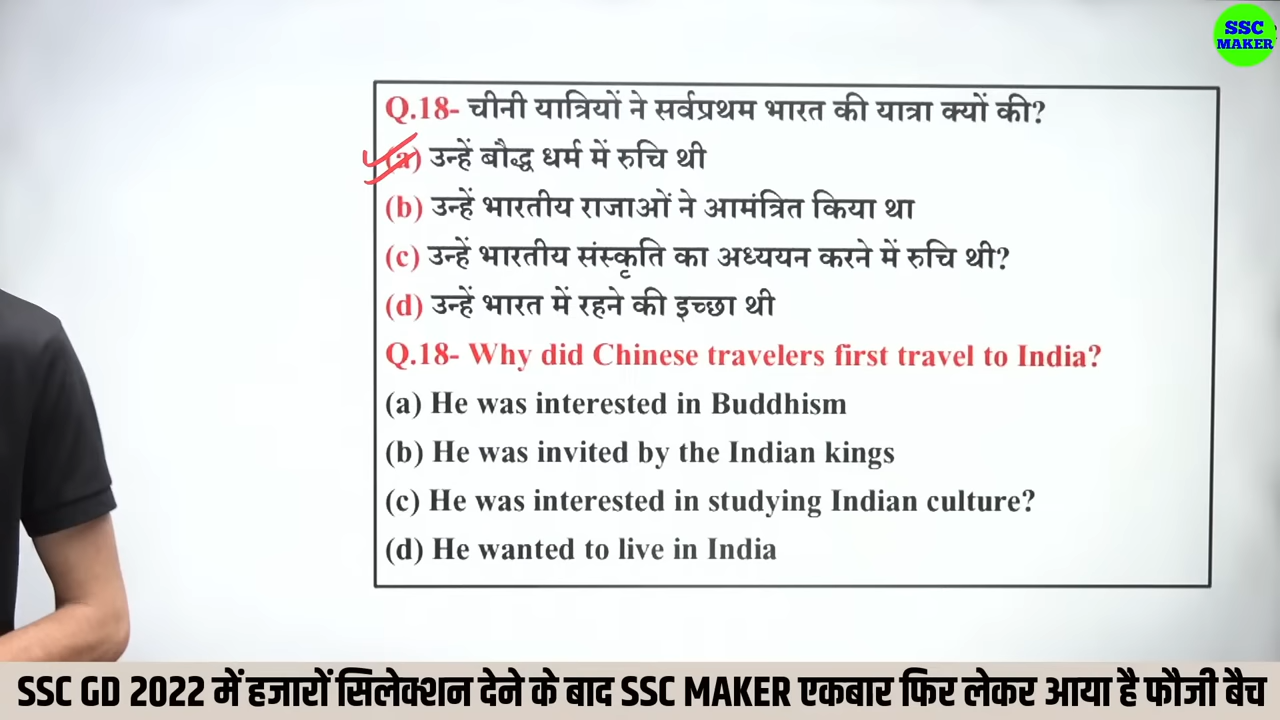 SSC
MAKER
Q.18- चीनी यात्रियों ने सर्वप्रथम भारत की यात्रा क्यों की?
(a) उन्हें बौद्ध धर्म में रुचि थी
(b) उन्हें भारतीय राजाओं ने आमंत्रित किया था
(c) उन्हें भारतीय संस्कृति का अध्ययन करने में रुचि थी?
(d) उन्हें भारत में रहने की इच्छा थी
Q.18- Why did Chinese travelers first travel to India?
(a) He was interested in Buddhism
(b) He was invited by the Indian kings
(c) He was interested in studying Indian culture?
(d) He wanted to live in India
SSC GD 2022 में हजारों सिलेक्शन देने के बाद SSC MAKER एकबार फिर लेकर आया है फौजी बैच